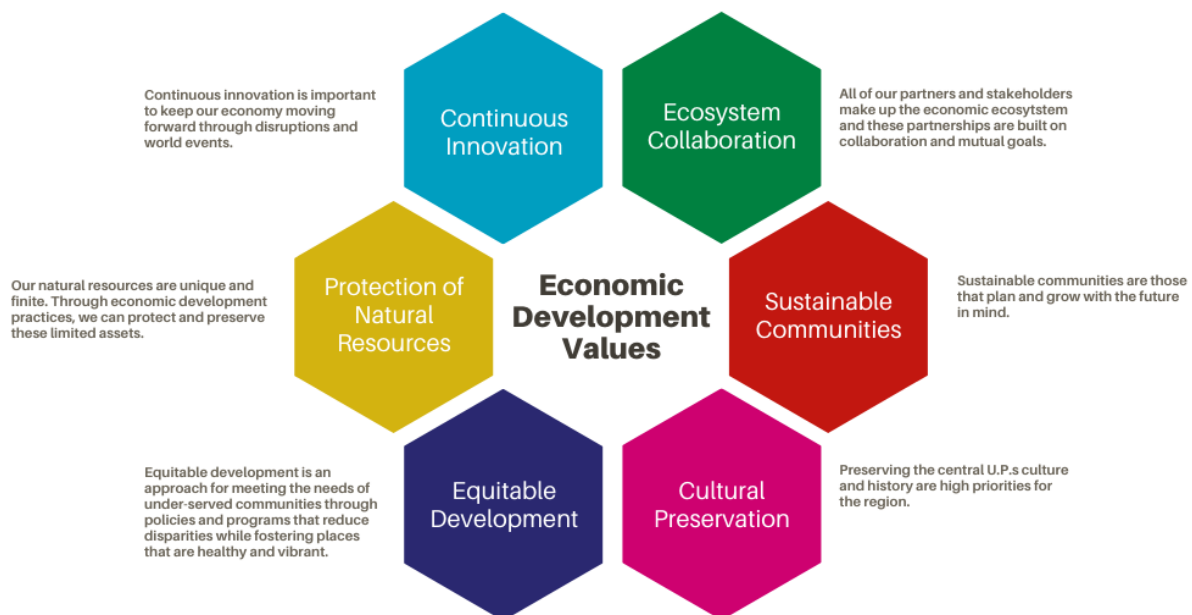 Continuous innovation is important
to keep our economy moving
forward through disruptions and
world events.
Continuous
Innovation
Ecosystem
Collaboration
All of our partners and stakeholders
make up the economic ecosytstem
and these partnerships are built on
collaboration and mutual goals.
Our natural resources are unique and
finite. Through economic development
practices, we can protect and preserve
these limited assets.
Protection of
Natural
Resources
Economic
Development
Values
Sustainable
Communities
Sustainable communities are those
that plan and grow with the future
in mind.
Equitable development is an
approach for meeting the needs of
under-served communities through
policies and programs that reduce
disparities while fostering places
that are healthy and vibrant.
Equitable
Development
Cultural
Preservation
Preserving the central U.P.s culture
and history are high priorities for
the region.